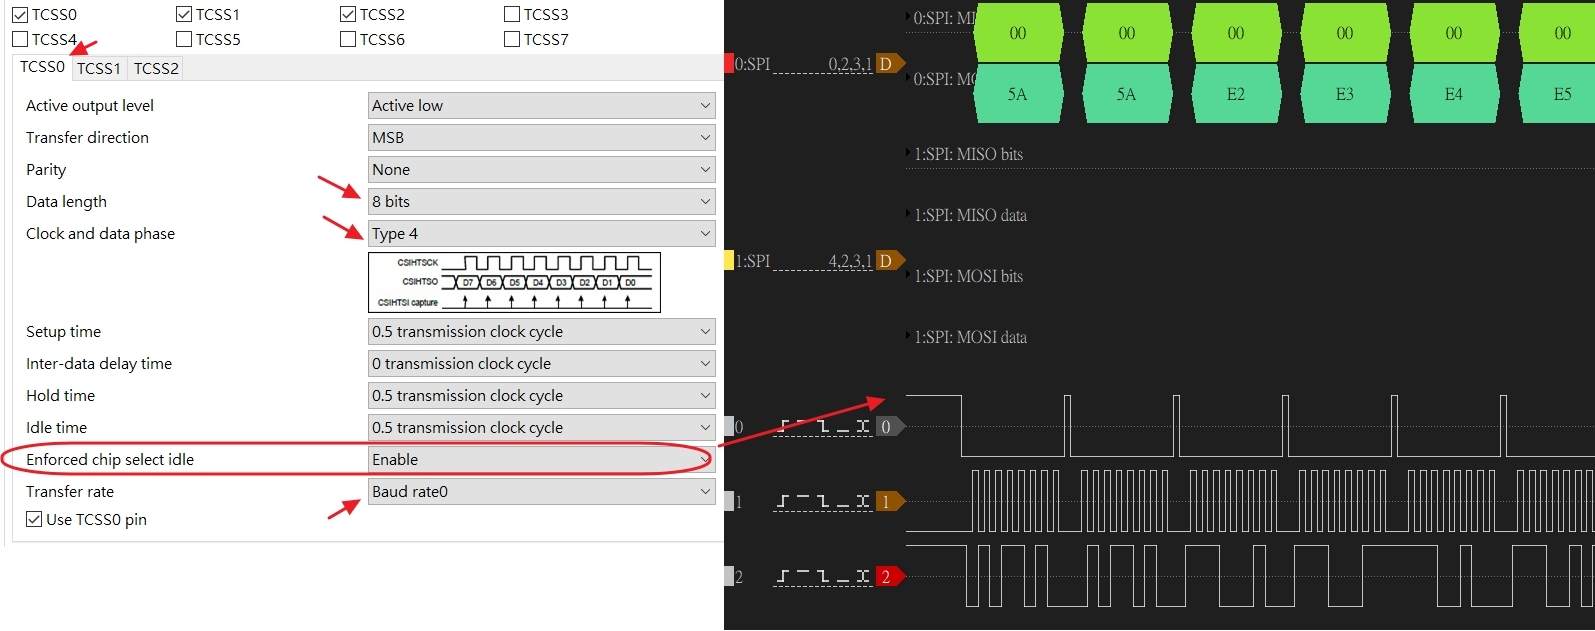 TCSS0 TCSS1 TCSS2 TCSS3
TCSS4 TCSS5 TCSS6 TCSS7
TCSS0 TCSS1 TCSS2
Active output level Active low
Transfer direction MSB
Parity None
Data length 8 bits
Clock and data phase Type 4
CSIHTSCK
CSIHTSO D7 D6 D5 D4 D3 D2 D1 D0
CSIHTSI capture
Setup time 0.5 transmission clock cycle
Inter-data delay time 0 transmission clock cycle
Hold time 0.5 transmission clock cycle
Idle time 0.5 transmission clock cycle
Enforced chip select idle Enable
Transfer rate Baud rate0
Use TCSS0 pin
0:SPI: MI
00 00 00 00 00 00
0:SPI 0,2,3,1 D
0:SPI: MO
5A 5A E2 E3 E4 E5
1:SPI: MISO bits
1:SPI: MISO data
1:SPI 4,2,3,1 D
1:SPI: MOSI bits
1:SPI: MOSI data
0 0
1 1
2 2